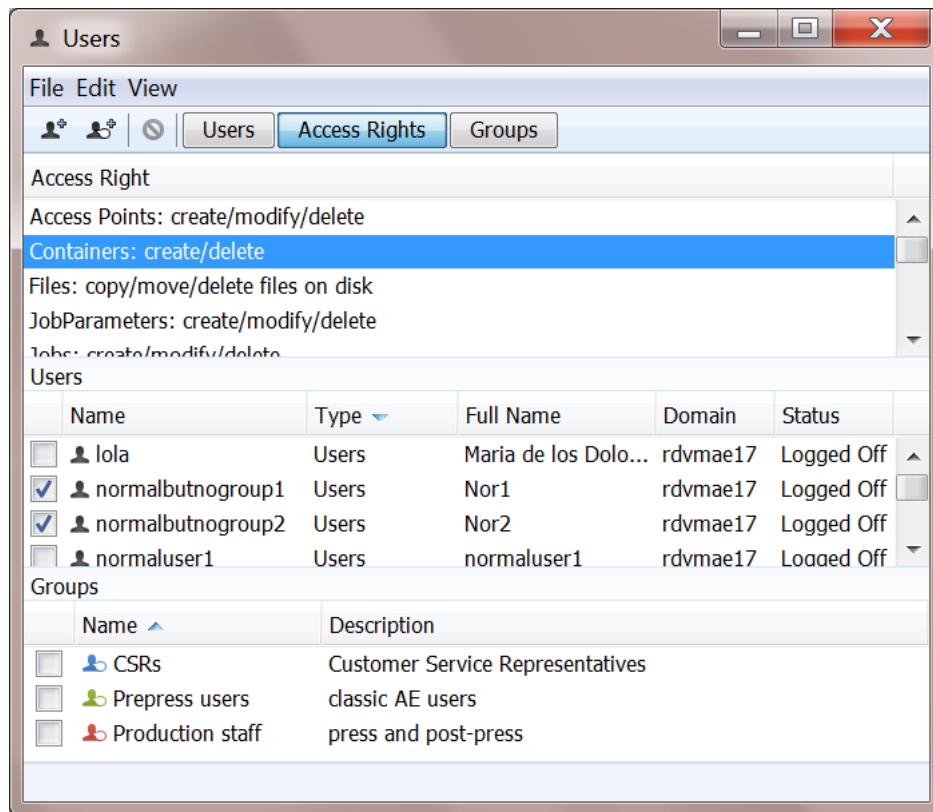 Users
File Edit View
Users Access Rights Groups
Access Right
Access Points: create/modify/delete
Containers: create/delete
Files: copy/move/delete files on disk
JobParameters: create/modify/delete
Jobs: create/modify/delete
Users
Name Type Full Name Domain Status
lola Users Maria de los Dolo... rdvmae17 Logged Off
normalbutnogroup1 Users Nor1 rdvmae17 Logged Off
normalbutnogroup2 Users Nor2 rdvmae17 Logged Off
normaluser1 Users normaluser1 rdvmae17 Logged Off
Groups
Name Description
CSRs Customer Service Representatives
Prepress users classic AE users
Production staff press and post-press